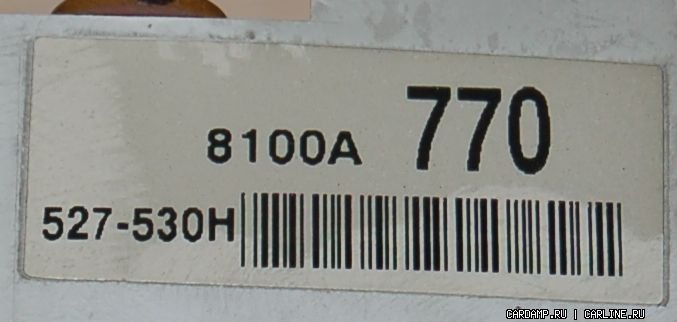 8100A 770
527-530H
CARDAMP.RU | CARLINE.RU